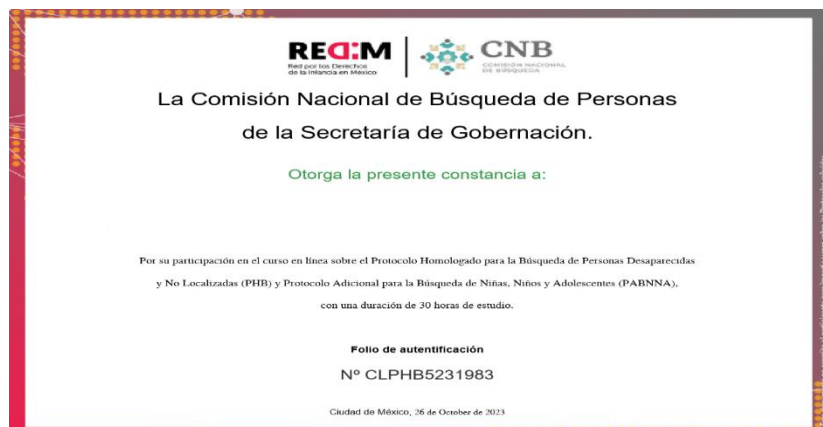 REDIM
Red por los Derechos
de la Infancia en México
CNB
COMISIÓN NACIONAL
DE BÚSQUEDA
La Comisión Nacional de Búsqueda de Personas
de la Secretaría de Gobernación.
Otorga la presente constancia a:
Por su participación en el curso en línea sobre el Protocolo Homologado para la Búsqueda de Personas Desaparecidas
y No Localizadas (PHB) y Protocolo Adicional para la Búsqueda de Niñas, Niños y Adolescentes (PABNNA),
con una duración de 30 horas de estudio.
Folio de autentificación
Nº CLPHB5231983
Ciudad de México, 26 de October de 2023